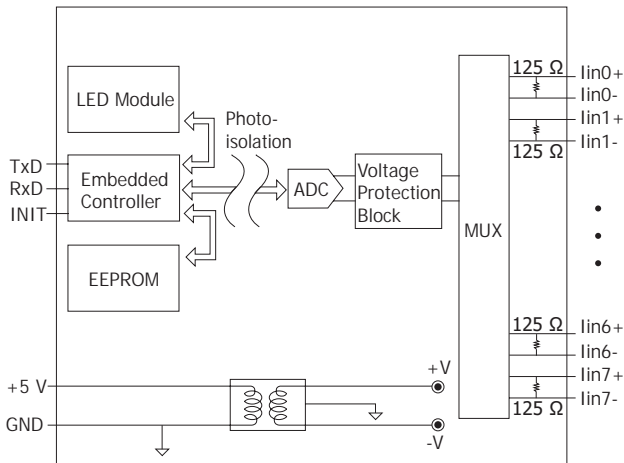 LED Module
Photo-
isolation
TxD
RxD
INIT
Embedded
Controller
ADC
Voltage
Protection
Block
EEPROM
MUX
125 Ω
Iin0+
Iin0-
Iin1+
Iin1-
125 Ω
125 Ω
Iin6+
Iin6-
Iin7+
Iin7-
125 Ω
+5 V
GND
+V
-V